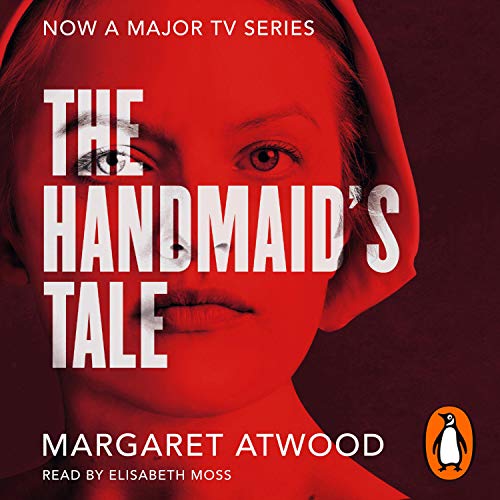 NOW A MAJOR TV SERIES
THE
HANDMAID'S
TALE
MARGARET ATWOOD
READ BY ELISABETH MOSS